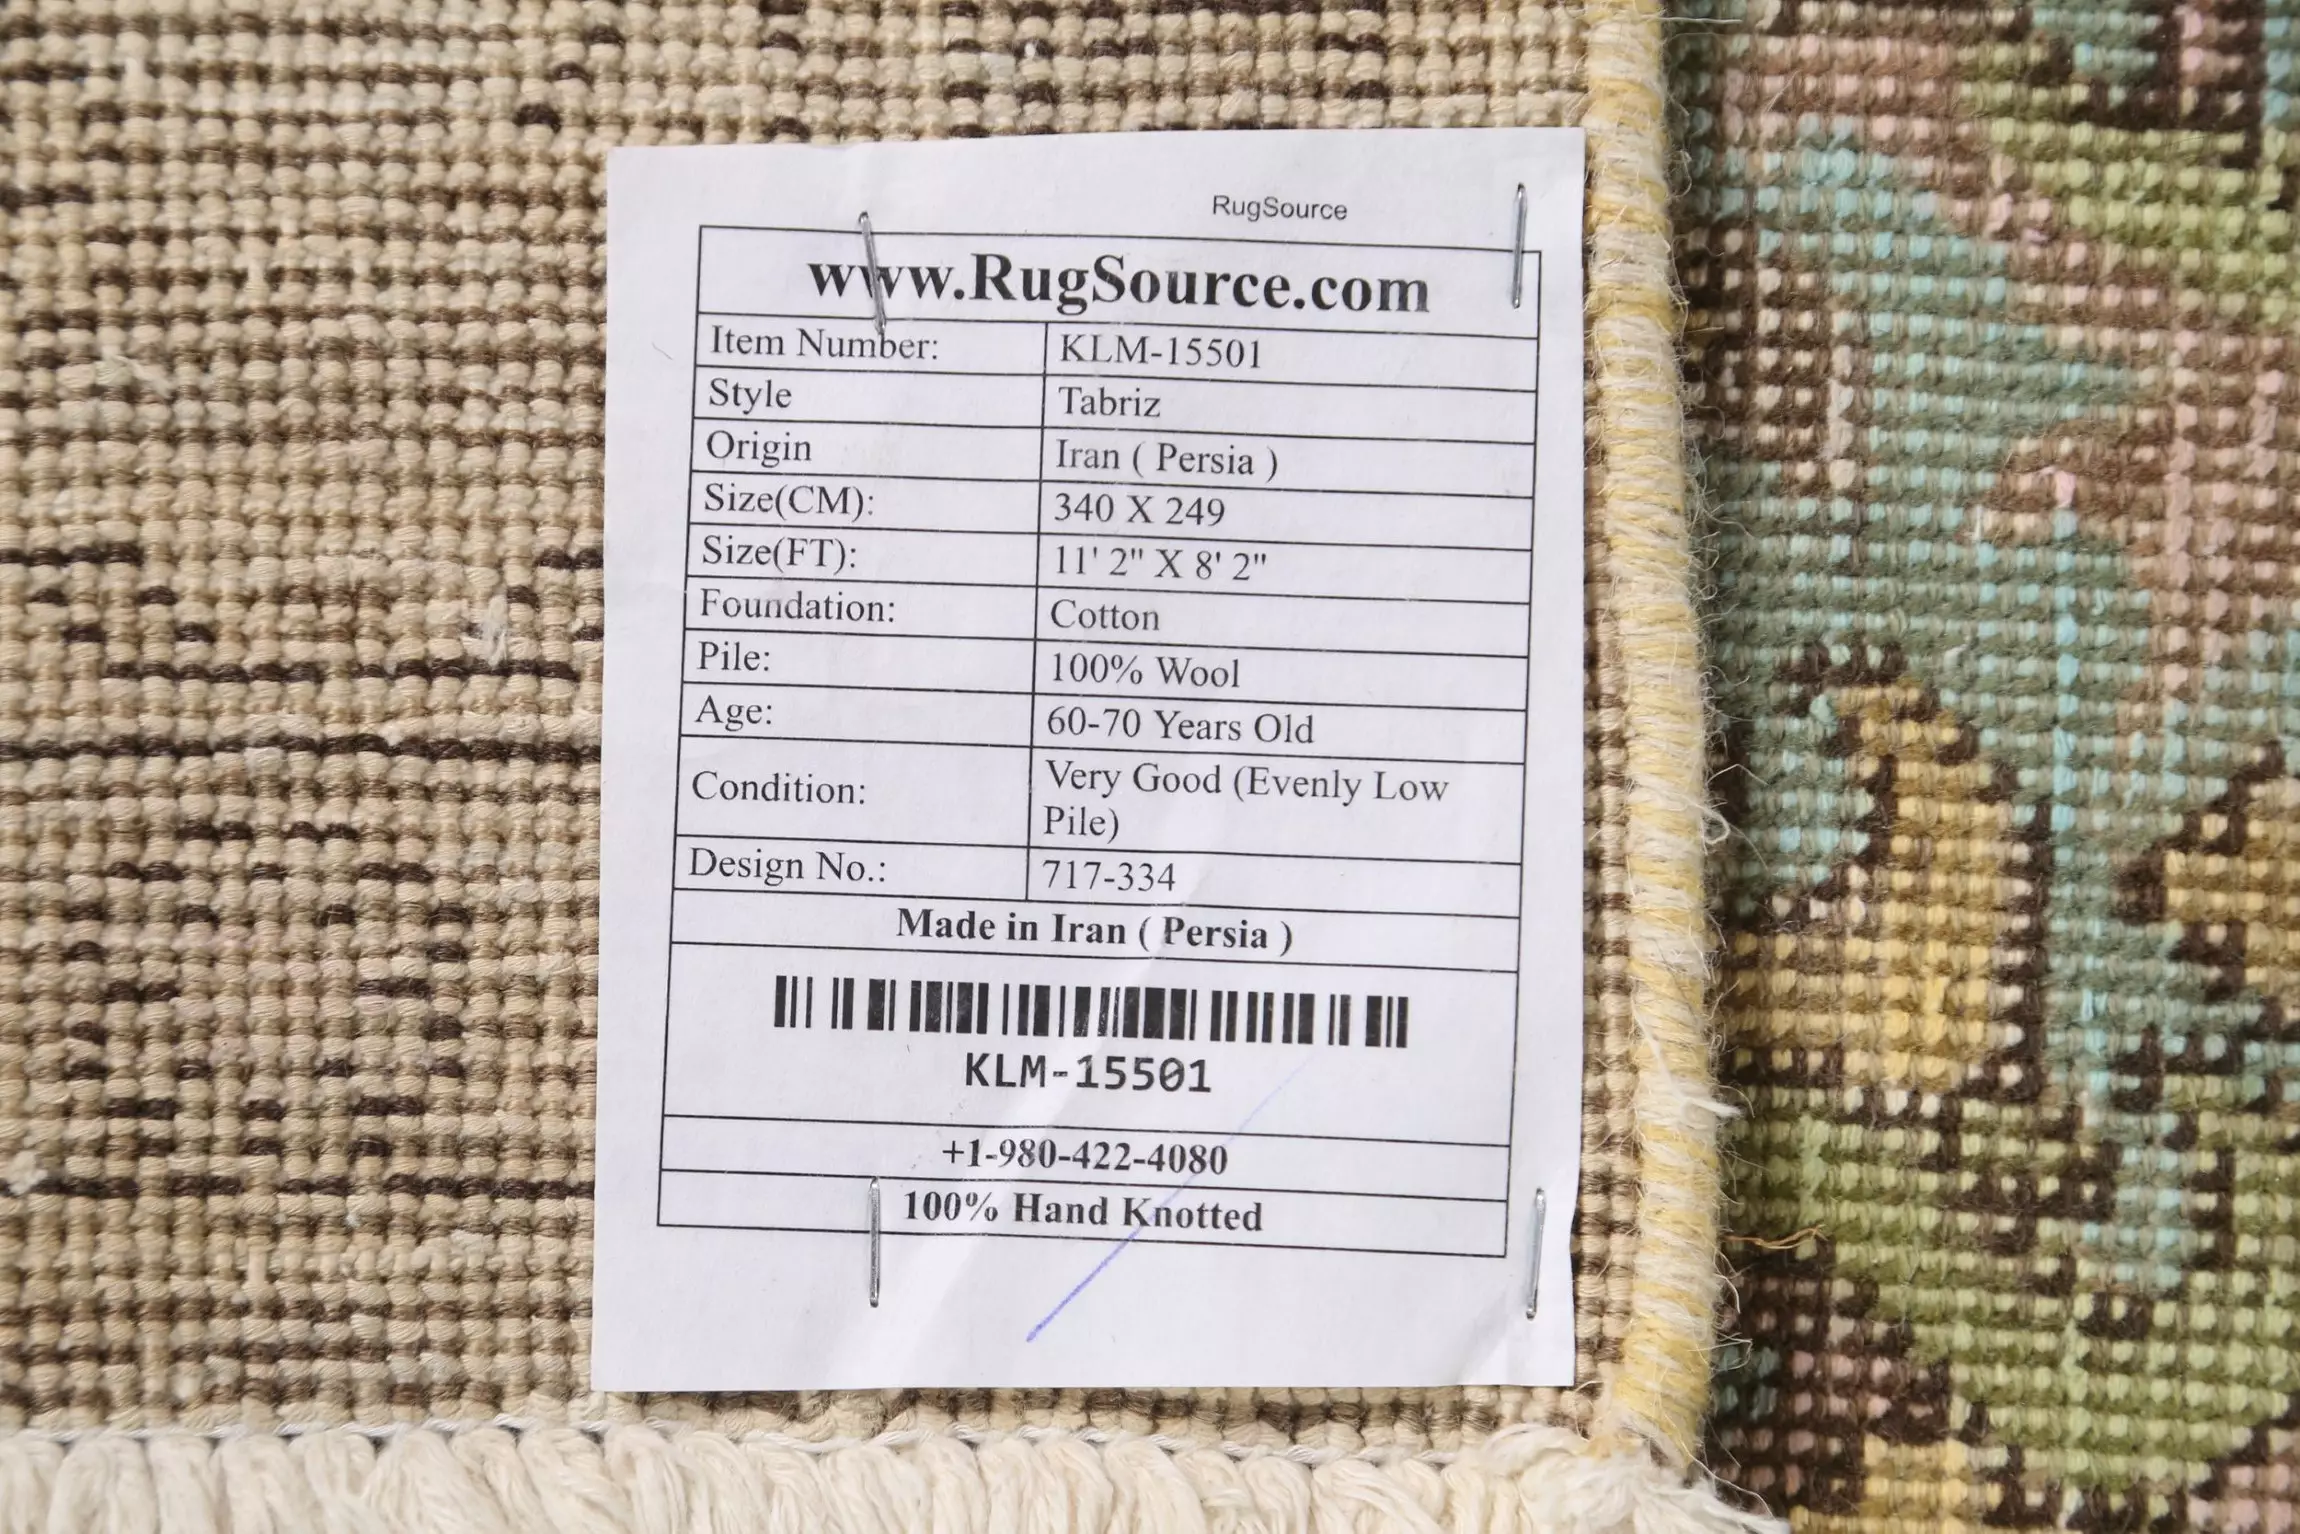 RugSource
www.RugSource.com
Item Number: KLM-15501
Style Tabriz
Origin Iran ( Persia )
Size(CM): 340 X 249
Size(FT): 11' 2" X 8' 2"
Foundation: Cotton
Pile: 100% Wool
Age: 60-70 Years Old
Condition: Very Good (Evenly Low
Pile)
Design No.: 717-334
Made in Iran ( Persia )
KLM-15501
+1-980-422-4080
100% Hand Knotted